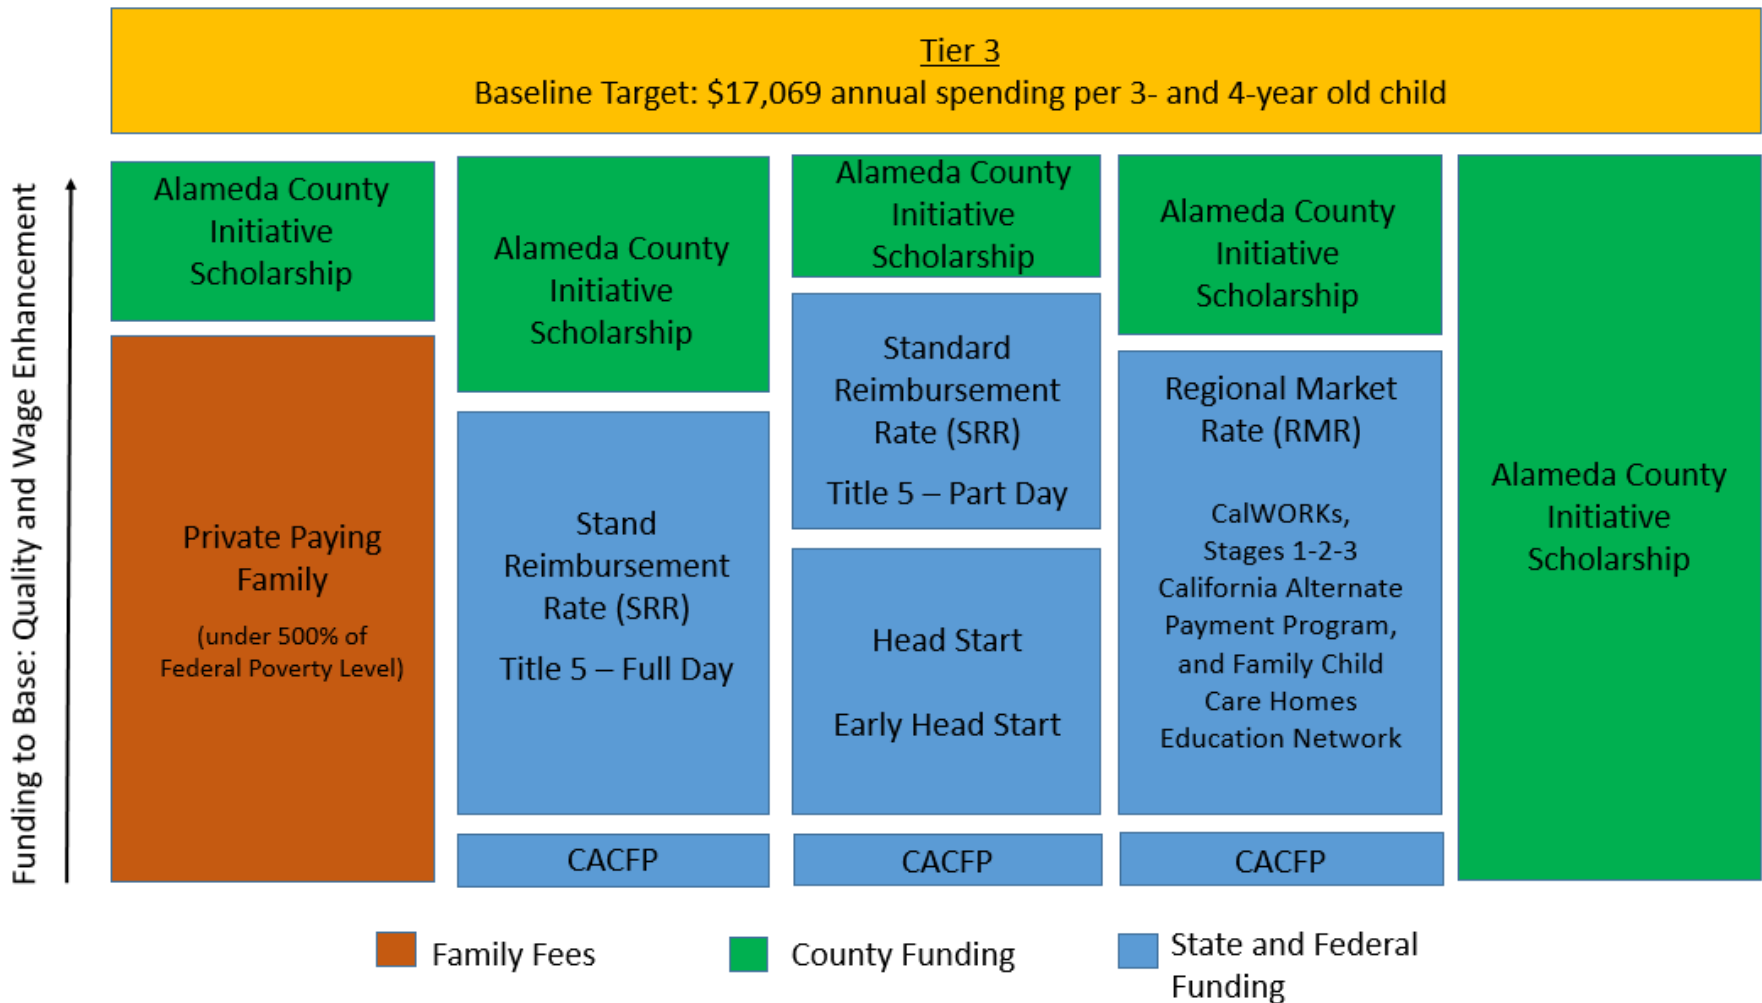 Tier 3
Baseline Target: $17,069 annual spending per 3- and 4-year old child
Funding to Base: Quality and Wage Enhancement
Alameda County
Initiative
Scholarship
Private Paying
Family
(under 500% of
Federal Poverty Level)
Alameda County
Initiative
Scholarship
Stand
Reimbursement
Rate (SRR)
Title 5 – Full Day
CACFP
Alameda County
Initiative
Scholarship
Standard
Reimbursement
Rate (SRR)
Title 5 – Part Day
Head Start
Early Head Start
CACFP
Alameda County
Initiative
Scholarship
Regional Market
Rate (RMR)
CalWORKs,
Stages 1-2-3
California Alternate
Payment Program,
and Family Child
Care Homes
Education Network
CACFP
Alameda County
Initiative
Scholarship
Family Fees
County Funding
State and Federal
Funding